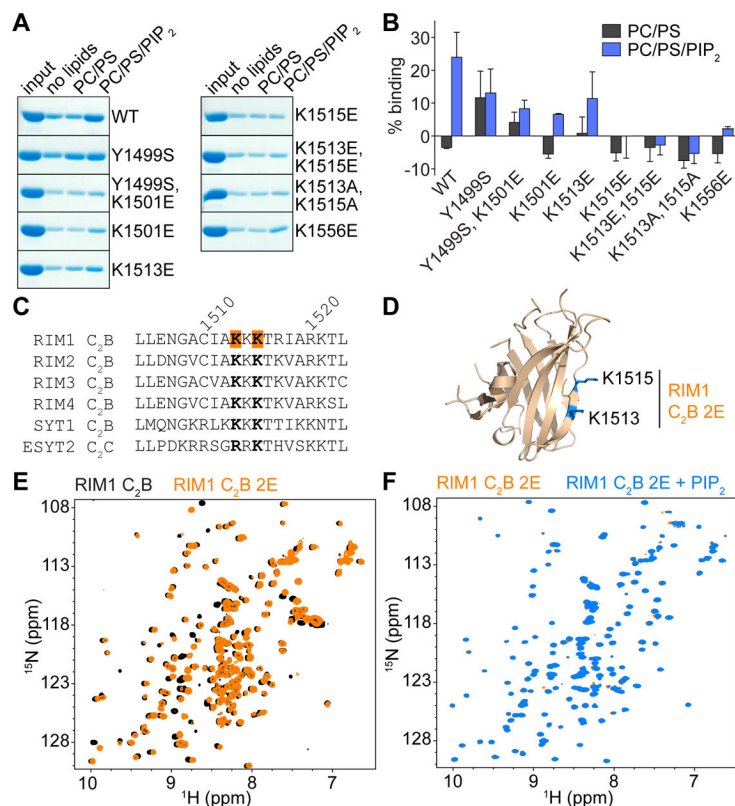 A
input
no lipids
PC/PS
PC/PS/PIP2
WT
Y1499S
Y1499S,
K1501E
K1501E
K1513E
input
no lipids
PC/PS
PC/PS/PIP2
K1515E
K1513E,
K1515E
K1513A,
K1515A
K1556E
B
PC/PS
PC/PS/PIP2
% binding
30
20
10
0
-10
WT
Y1499S
Y1499S, K1501E
K1501E
K1513E
K1515E
K1513E, 1515E
K1513A, 1515A
K1556E
C
1510 1520
RIM1 C2B LLENGACIAKKKTRIARKTL
RIM2 C2B LLDNGVCIAKKKTKVARKTL
RIM3 C2B LLENGACVAKKKTKVAKKTC
RIM4 C2B LLENGVCIAKKKTKVARKSL
SYT1 C2B LMQNGKRLKKKKTTIKKNTL
ESYT2 C2C LLPDKRRSGRRKTHVSKKTL
D
K1515
K1513
RIM1
C2B 2E
E
RIM1 C2B RIM1 C2B 2E
108
113
118
123
128
15N (ppm)
10 9 8 7
1H (ppm)
F
RIM1 C2B 2E RIM1 C2B 2E + PIP2
108
113
118
123
128
15N (ppm)
10 9 8 7
1H (ppm)